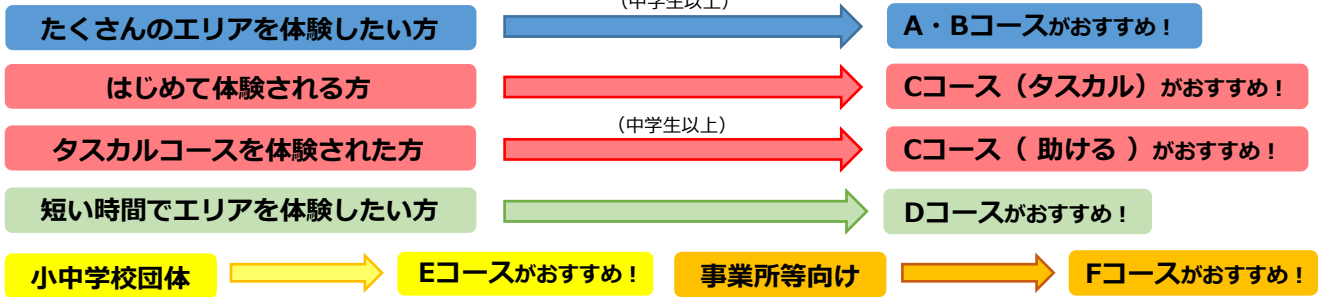 (中学生以上)
たくさんのエリアを体験したい方
A・Bコースがおすすめ!
はじめて体験される方
Cコース(タスカル)がおすすめ!
(中学生以上)
タスカルコースを体験された方
Cコース( 助ける )がおすすめ!
短い時間でエリアを体験したい方
Dコースがおすすめ!
小中学校団体
Eコースがおすすめ!
事業所等向け
Fコースがおすすめ!